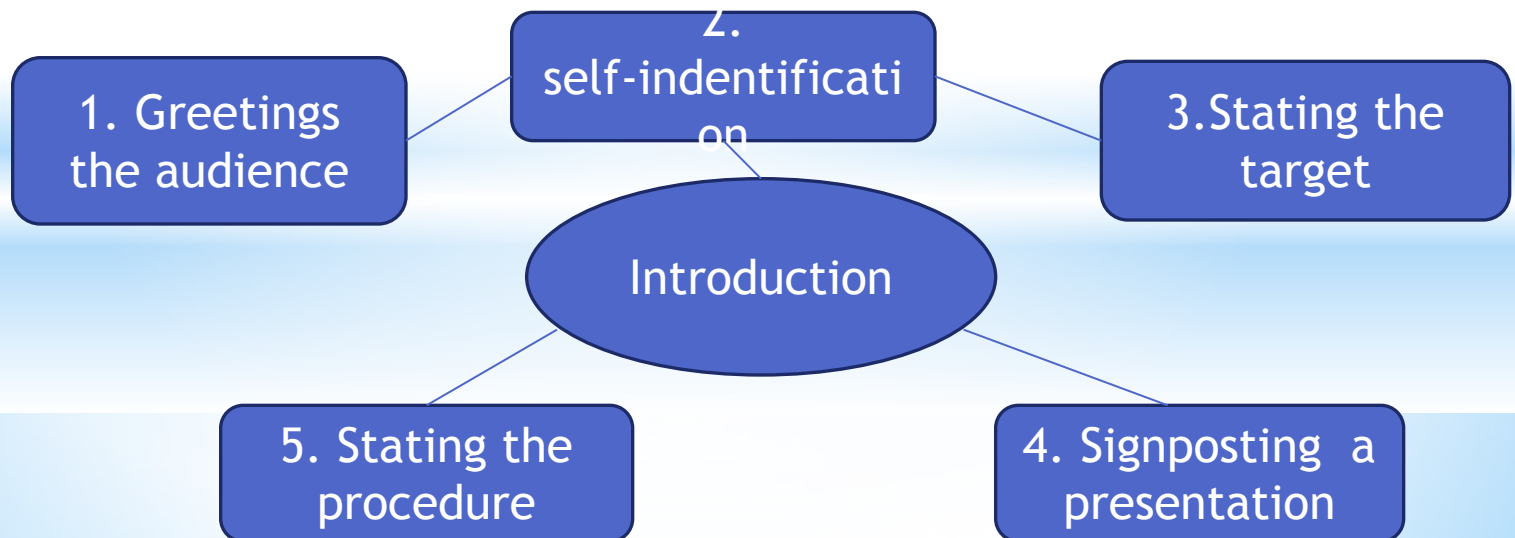 1. Greetings
the audience
2.
self-indentificati
on
3.Stating the
target
Introduction
4. Signposting  a
presentation
5. Stating the
procedure